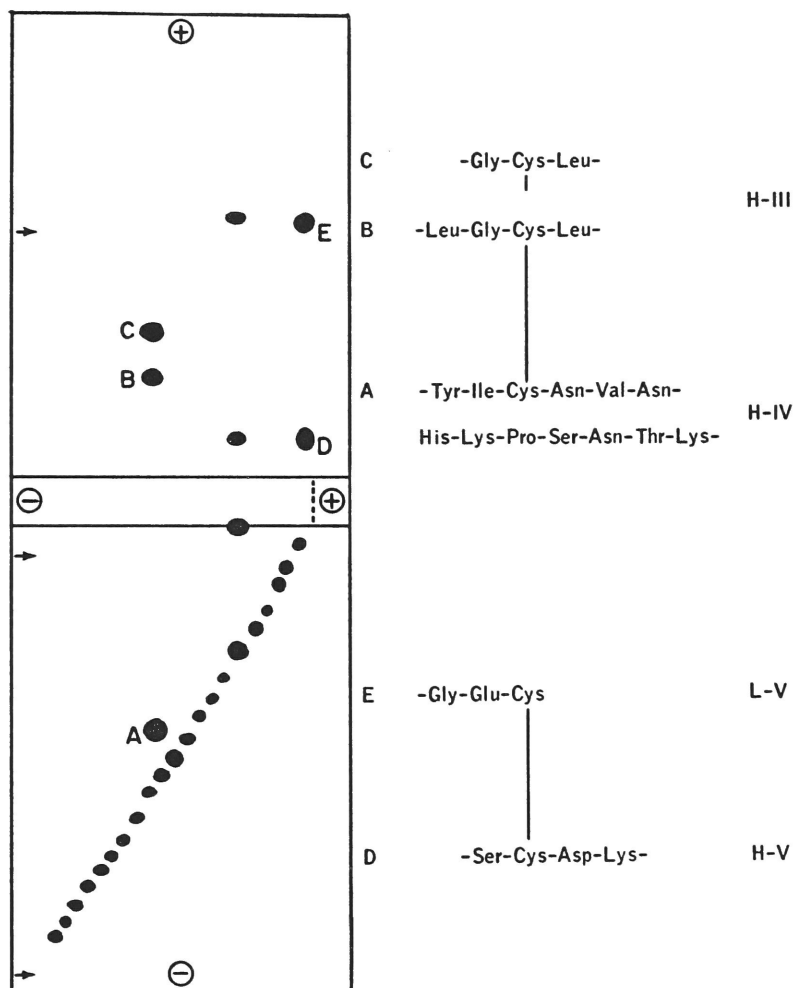 ⊕
C -Gly-Cys-Leu-
H-III
E B -Leu-Gly-Cys-Leu-
C
B
A -Tyr-Ile-Cys-Asn-Val-Asn-
H-IV
D His-Lys-Pro-Ser-Asn-Thr-Lys-
⊖ ⊕
E -Gly-Glu-Cys L-V
A
D -Ser-Cys-Asp-Lys- H-V
⊖